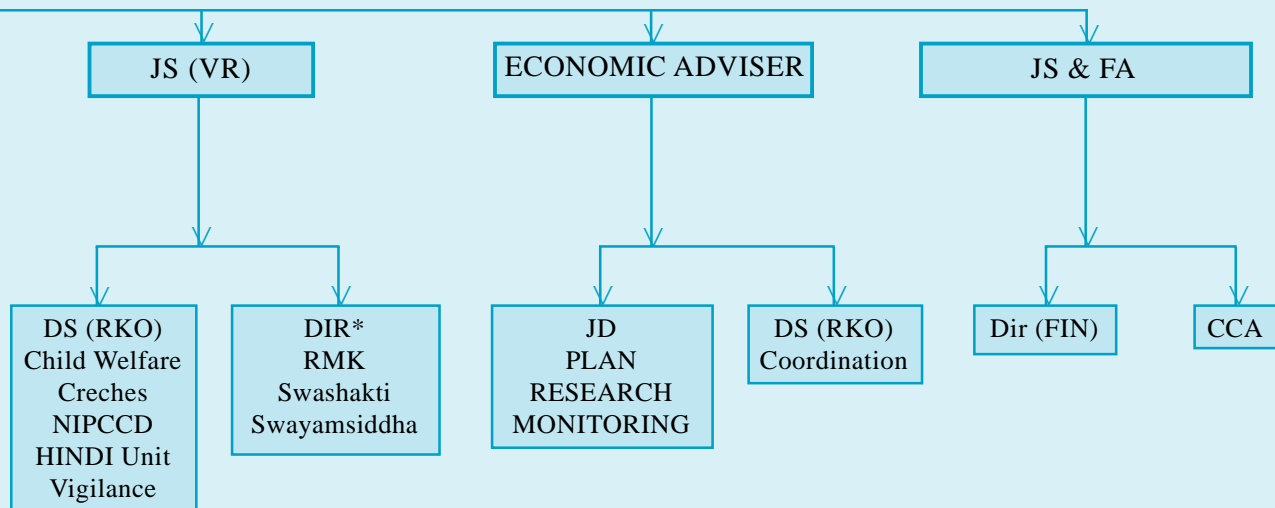 JS (VR)
ECONOMIC ADVISER
JS & FA
DS (RKO)
Child Welfare
Creches
NIPCCD
HINDI Unit
Vigilance
DIR*
RMK
Swashakti
Swayamsiddha
JD
PLAN
RESEARCH
MONITORING
DS (RKO)
Coordination
Dir (FIN)
CCA